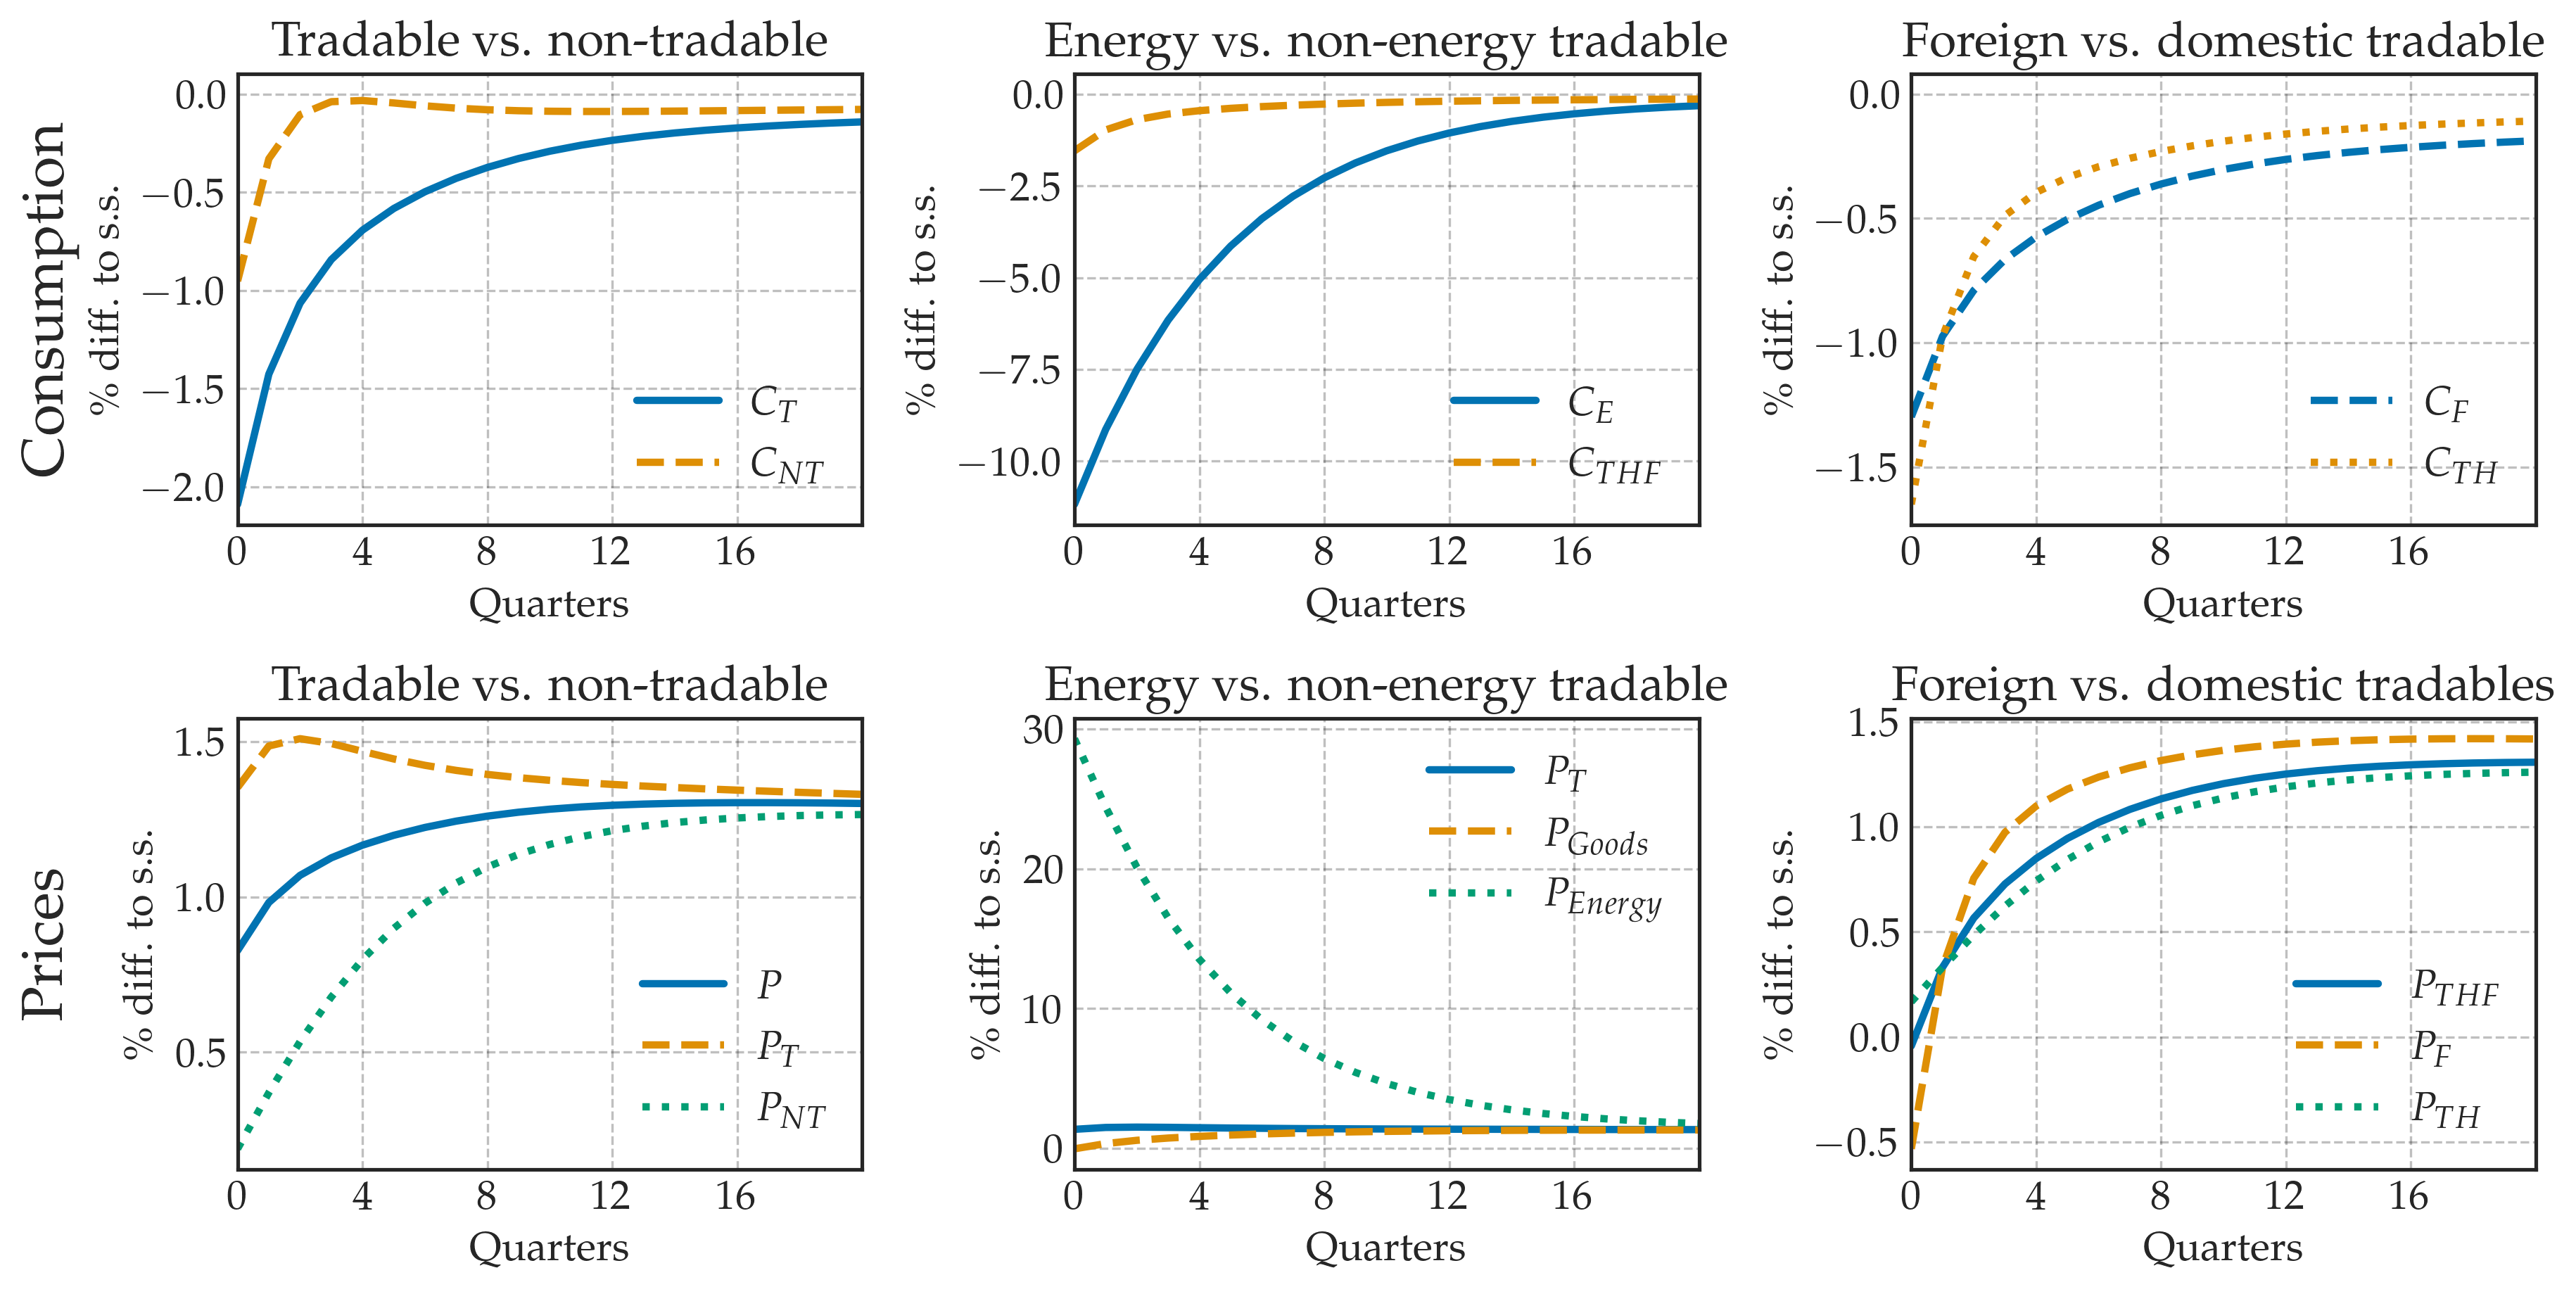 Tradable vs. non-tradable
Energy vs. non-energy tradable
Foreign vs. domestic tradable
Consumption
% diff. to s.s.
0.0
−0.5
−1.0
−1.5
−2.0
C_T
C_NT
0 4 8 12 16
Quarters
% diff. to s.s.
0.0
−2.5
−5.0
−7.5
−10.0
C_E
C_THF
0 4 8 12 16
Quarters
% diff. to s.s.
0.0
−0.5
−1.0
−1.5
C_F
C_TH
0 4 8 12 16
Quarters
Tradable vs. non-tradable
Energy vs. non-energy tradable
Foreign vs. domestic tradables
Prices
% diff. to s.s.
1.5
1.0
0.5
P
P_T
P_NT
0 4 8 12 16
Quarters
% diff. to s.s.
30
20
10
0
P_T
P_Goods
P_Energy
0 4 8 12 16
Quarters
% diff. to s.s.
1.5
1.0
0.5
0.0
−0.5
P_THF
P_F
P_TH
0 4 8 12 16
Quarters